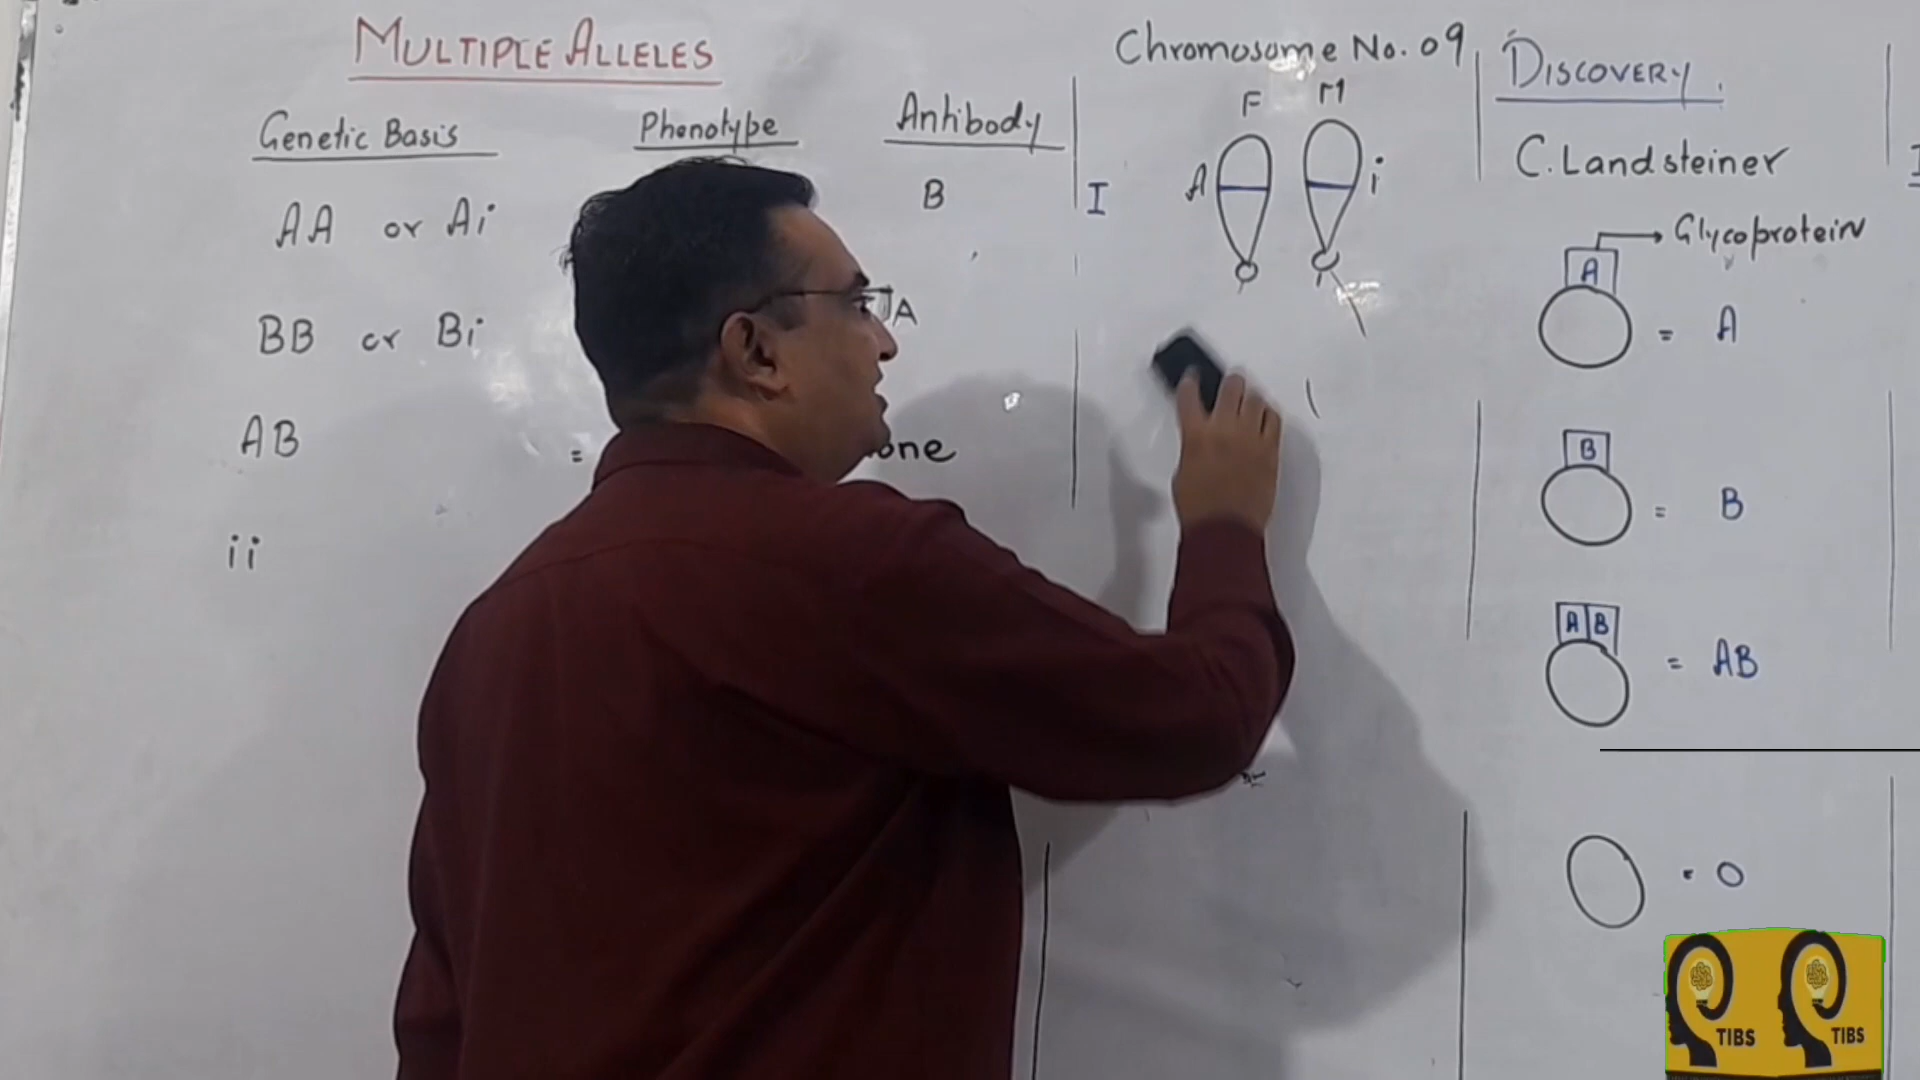 MULTIPLE ALLELES
Genetic Basis Phenotype Antibody
AA or Ai B
BB or Bi A
AB =
ii
Chromosome No. 09
F M
I A i
DISCOVERY
C. Landsteiner
Glycoprotein
A = A
B = B
A B = AB
= O
TIBS TIBS